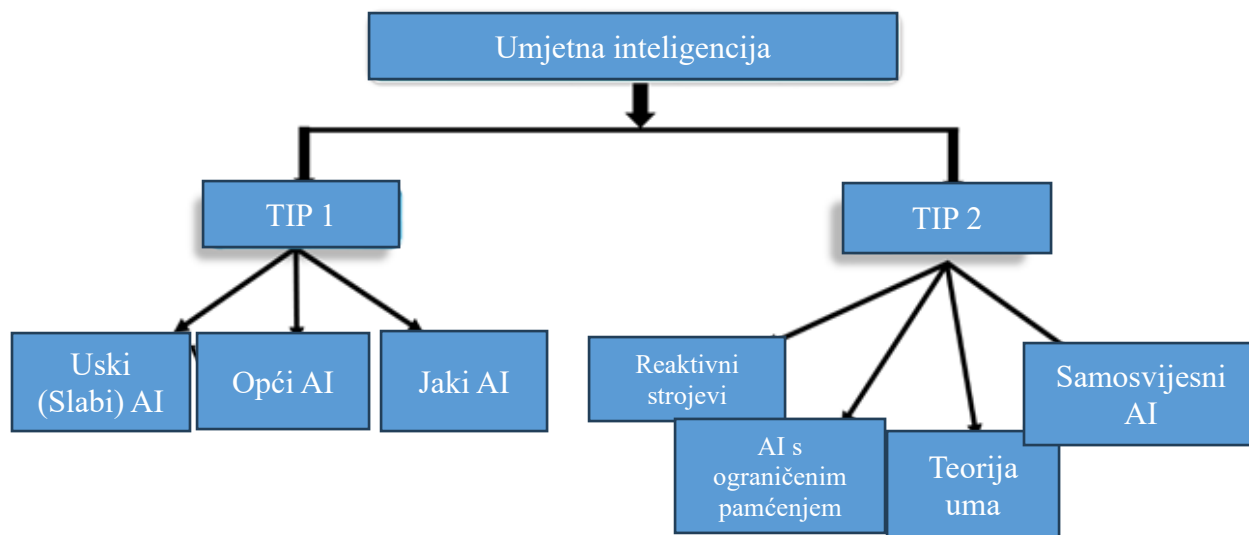 Umjetna inteligencija
TIP 1
TIP 2
Uski
(Slabi) AI
Opći AI
Jaki AI
Reaktivni
strojevi
AI s
ograničenim
pamćenjem
Teorija
uma
Samosvijesni
AI